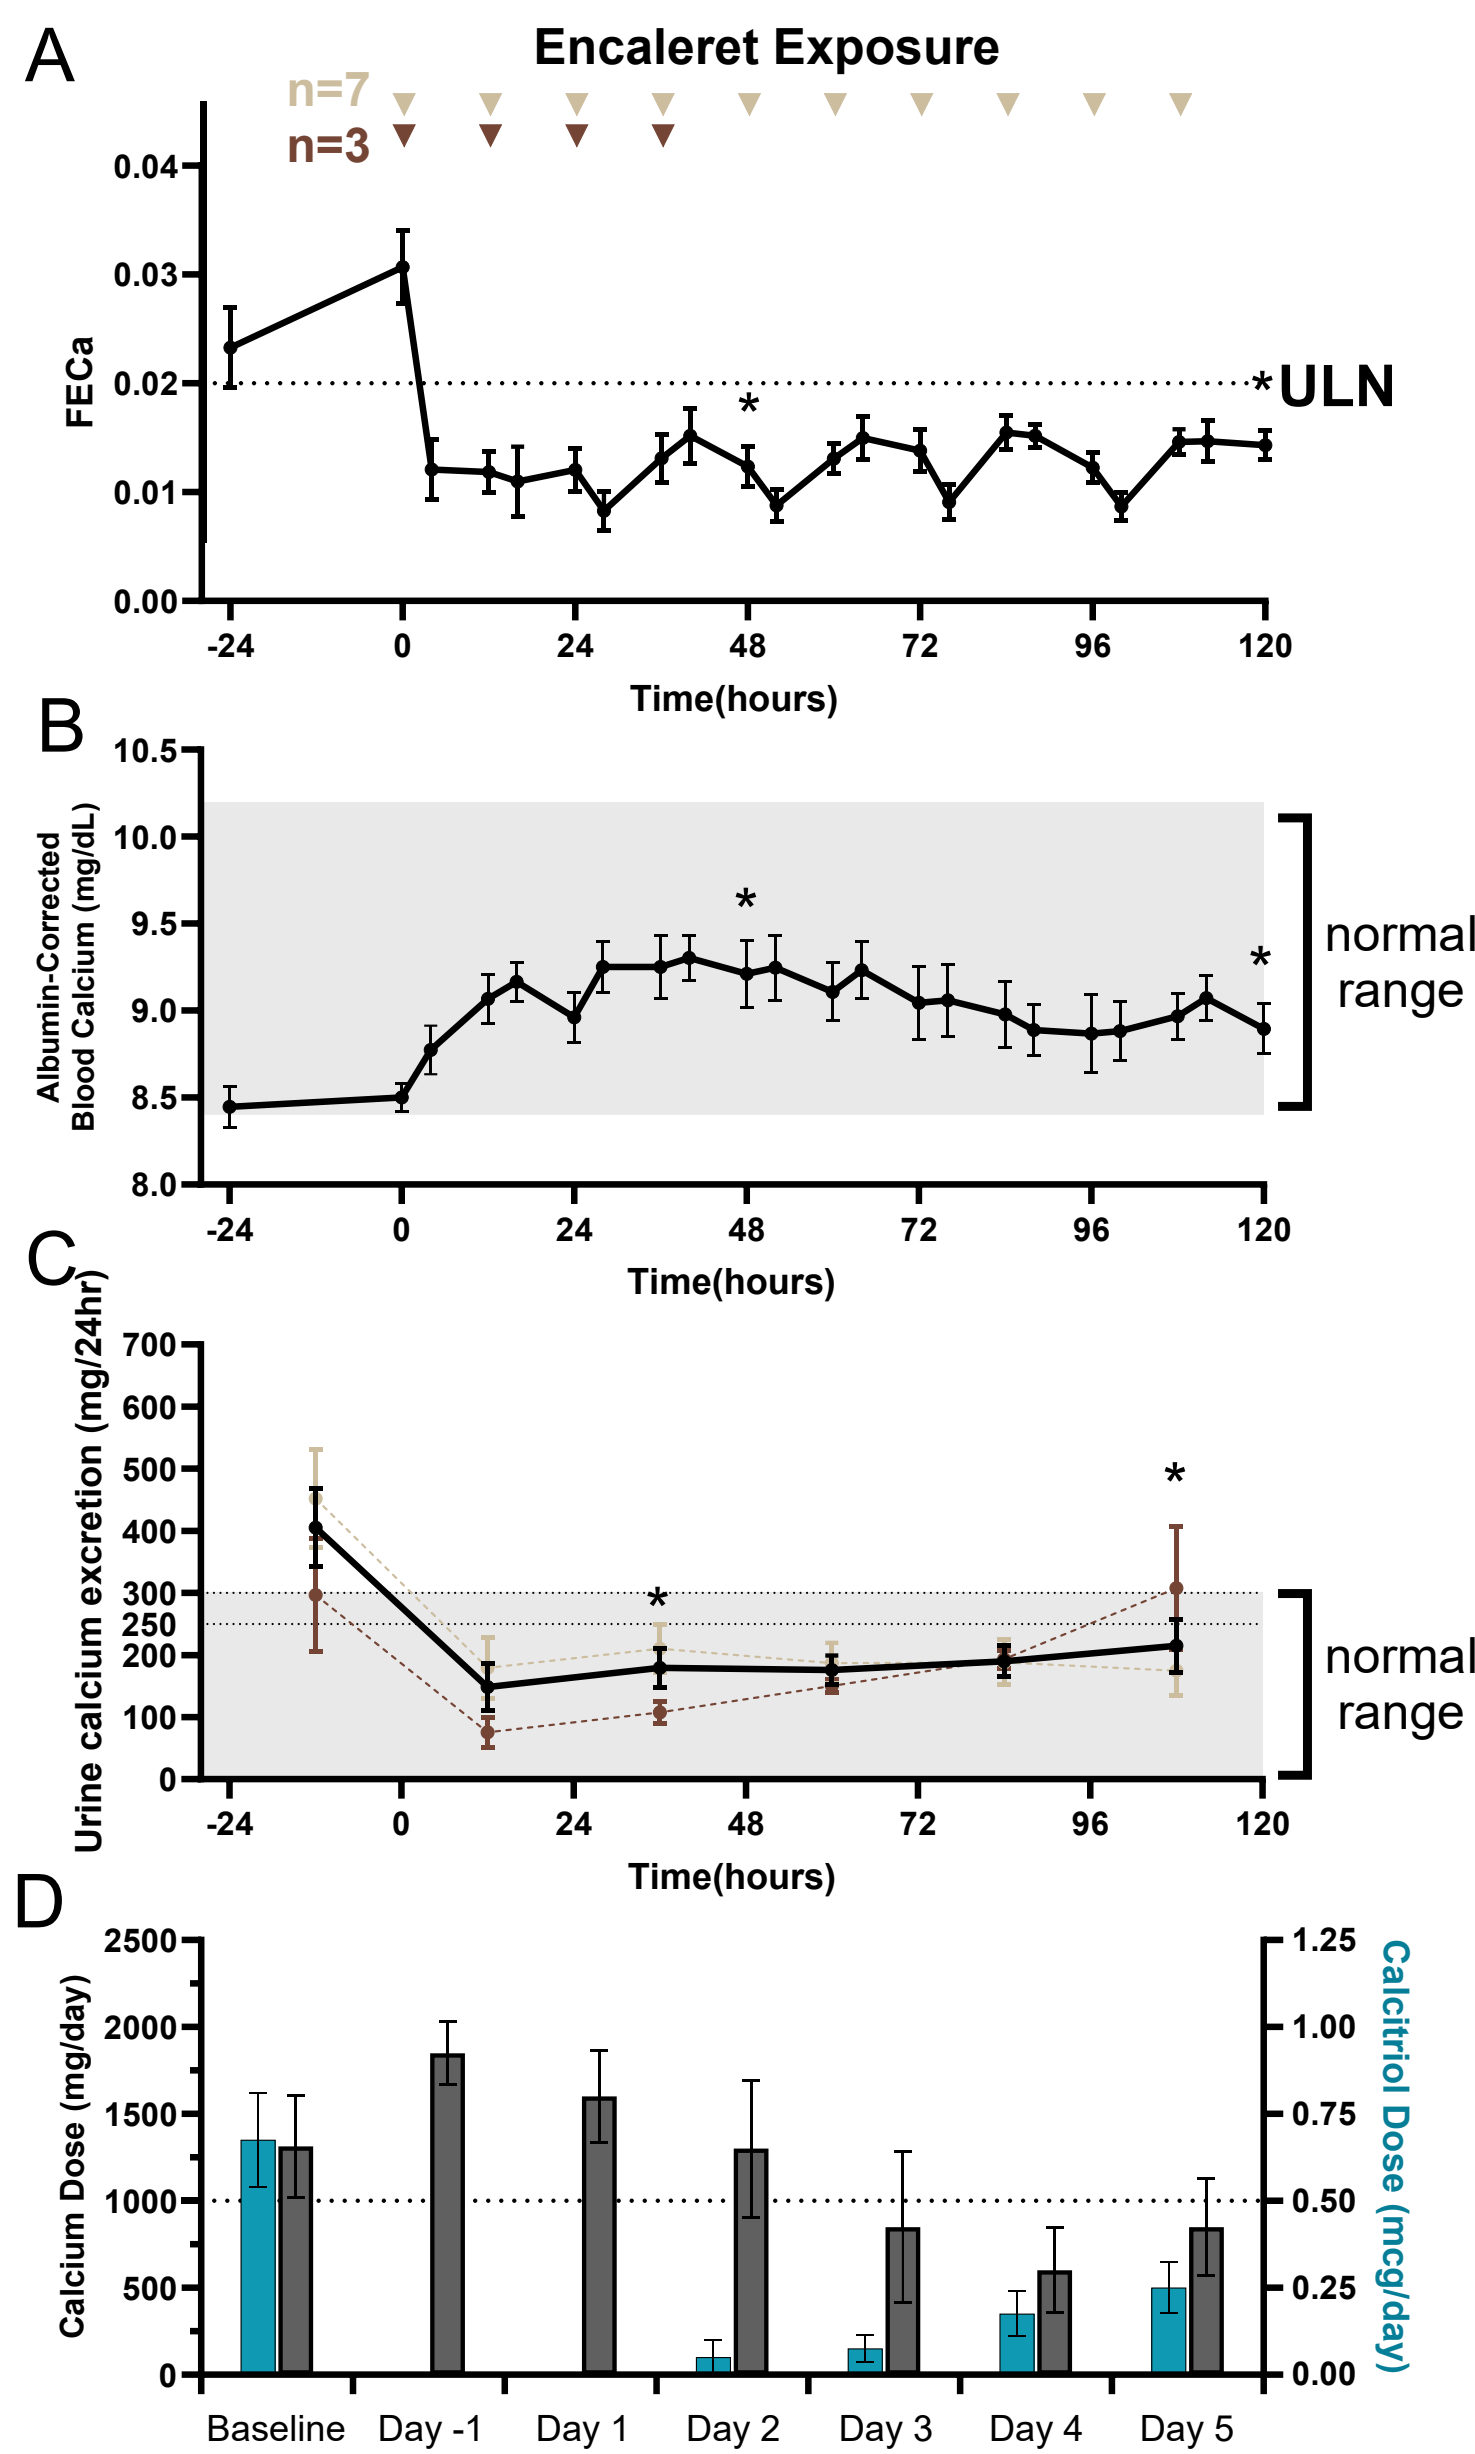 A
Encaleret Exposure
n=7
n=3
0.04
0.03
0.02
0.01
0.00
FECa
* ULN
*
-24 0 24 48 72 96 120
Time(hours)
B
10.5
10.0
9.5
9.0
8.5
8.0
Albumin-Corrected
Blood Calcium (mg/dL)
*
*
normal
range
-24 0 24 48 72 96 120
Time(hours)
C
700
600
500
400
300
250
200
100
0
Urine calcium excretion (mg/24hr)
*
*
normal
range
-24 0 24 48 72 96 120
Time(hours)
D
2500
2000
1500
1000
500
0
Calcium Dose (mg/day)
1.25
1.00
0.75
0.50
0.25
0.00
Calcitriol Dose (mcg/day)
Baseline Day -1 Day 1 Day 2 Day 3 Day 4 Day 5